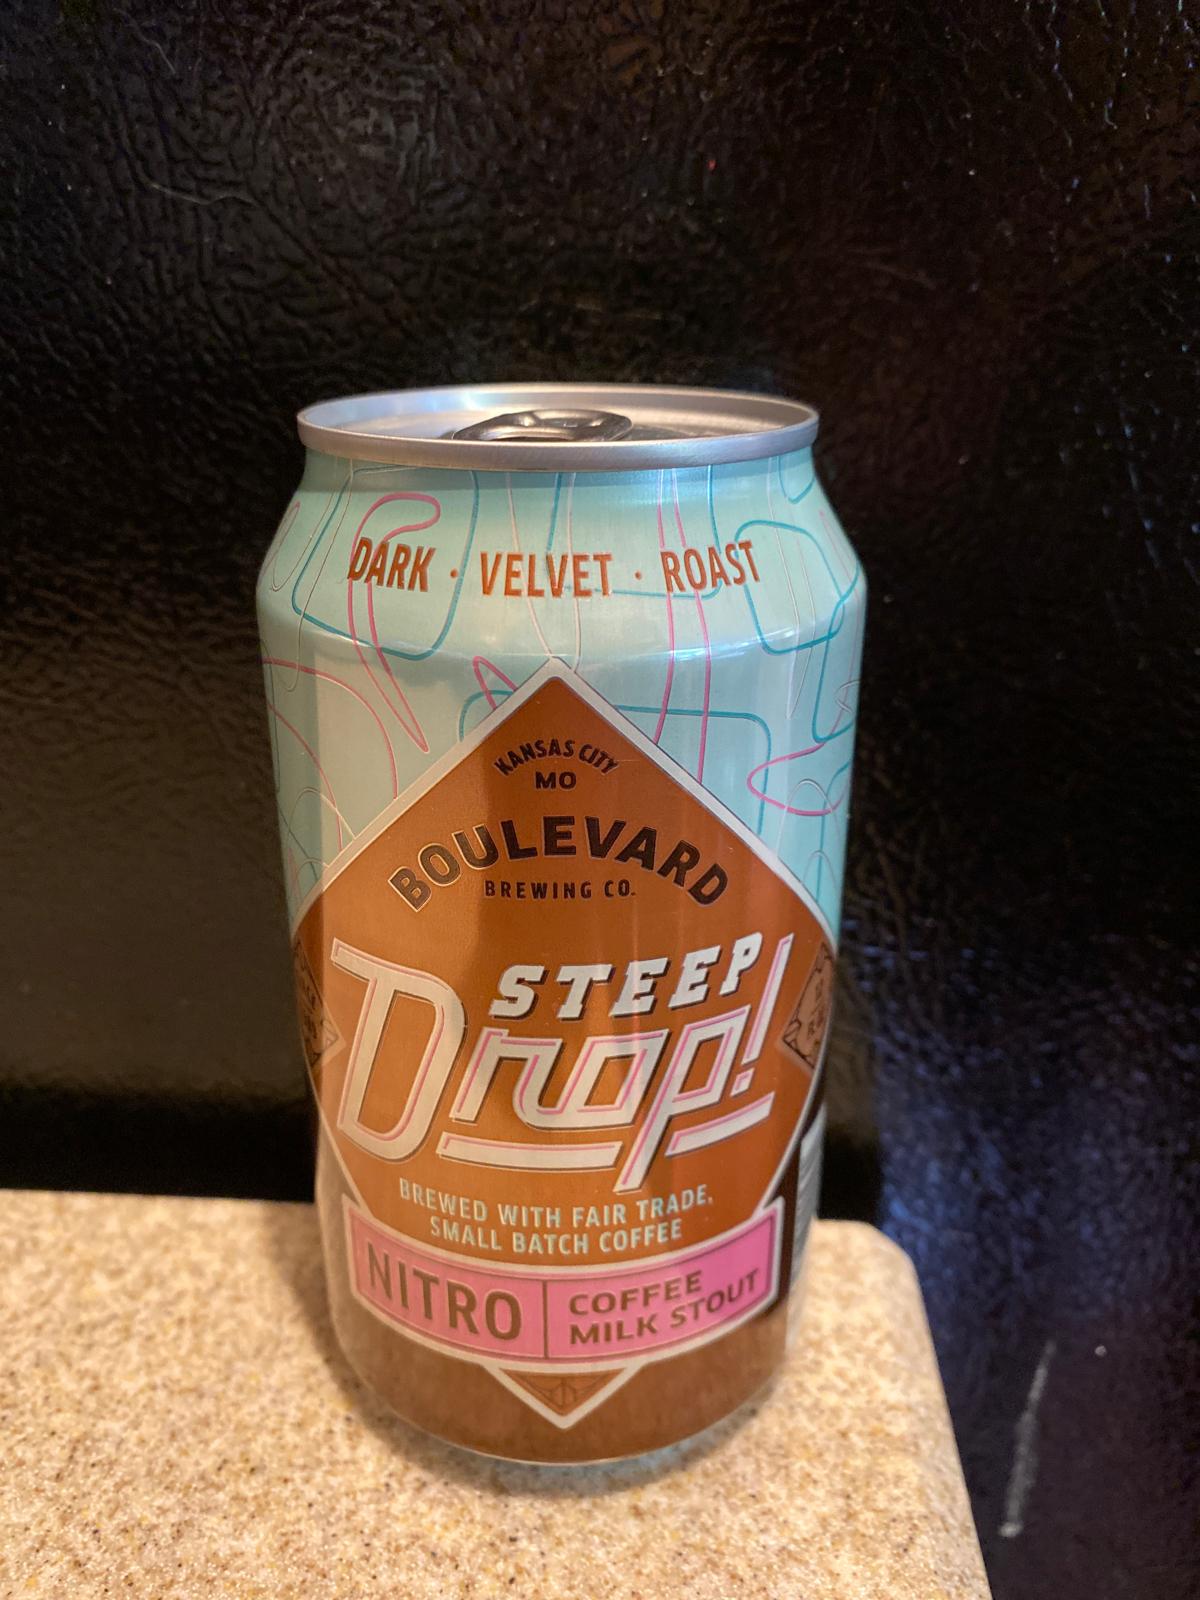 DARK · VELVET · ROAST
KANSAS CITY
MO
BOULEVARD
BREWING CO.
STEEP
Drop!
BREWED WITH FAIR TRADE,
SMALL BATCH COFFEE
NITRO
COFFEE
MILK STOUT